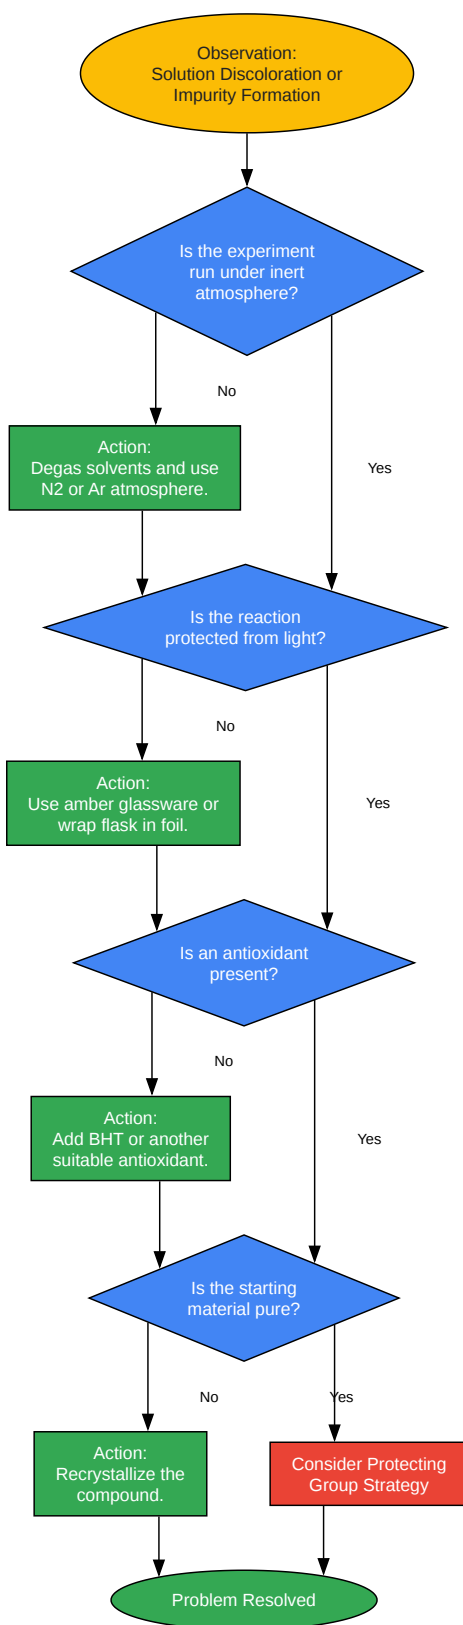 Observation:
Solution Discoloration or
Impurity Formation
Is the experiment
run under inert
atmosphere?
No
Action:
Degas solvents and use
N2 or Ar atmosphere.
Yes
Is the reaction
protected from light?
No
Action:
Use amber glassware or
wrap flask in foil.
Yes
Is an antioxidant
present?
No
Action:
Add BHT or another
suitable antioxidant.
Yes
Is the starting
material pure?
No
Yes
Action:
Recrystallize the
compound.
Consider Protecting
Group Strategy
Problem Resolved